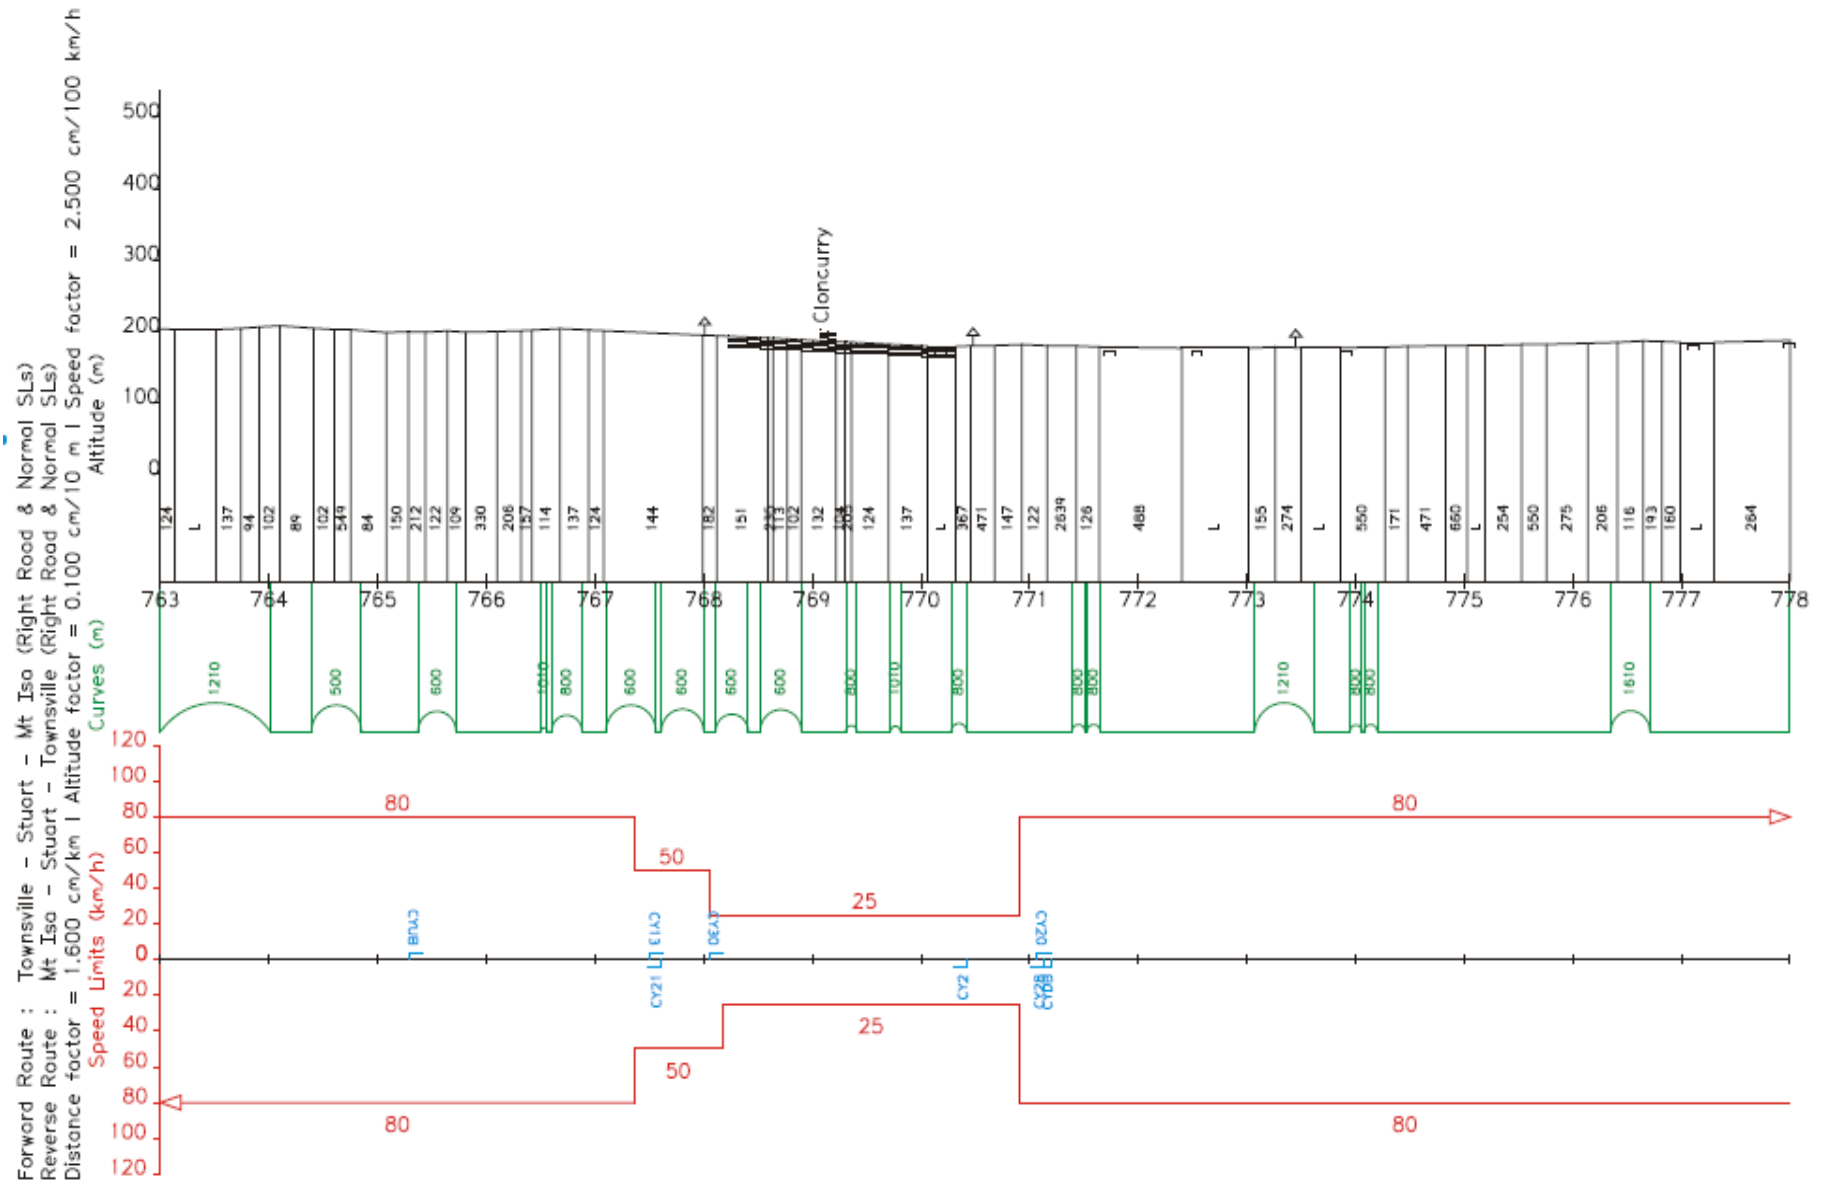 Forward Route :  Townsville - Stuart - Mt Isa (Right Road & Normal SLs)
Reverse Route :  Mt Isa - Stuart - Townsville (Right Road & Normal SLs)
Distance factor = 1.600 cm/km | Altitude factor = 0.100 cm/10 m | Speed factor = 2.500 cm/100 km/h
Altitude (m)
500
400
300
200
100
0
Cloncurry
124 L 137 94 102 89 102 549 84 150 212 122 109 330 206 157 114 137 124 144 182 151 113 102 132 124 137 L 367 471 147 122 2639 126 488 L 155 274 L 550 171 471 660 L 254 550 275 206 116 193 160 L 264
763 764 765 766 767 768 769 770 771 772 773 774 775 776 777 778
Curves (m)
1210 500 600 1010 800 600 600 600 600 800 1010 800 800 800 1210 800 800 1610
Speed Limits (km/h)
120
100
80
60
40
20
0
20
40
60
80
100
120
80 50 25 80
CYUB CY13 CY30 CY20
CY21 CY2
80 50 25 80